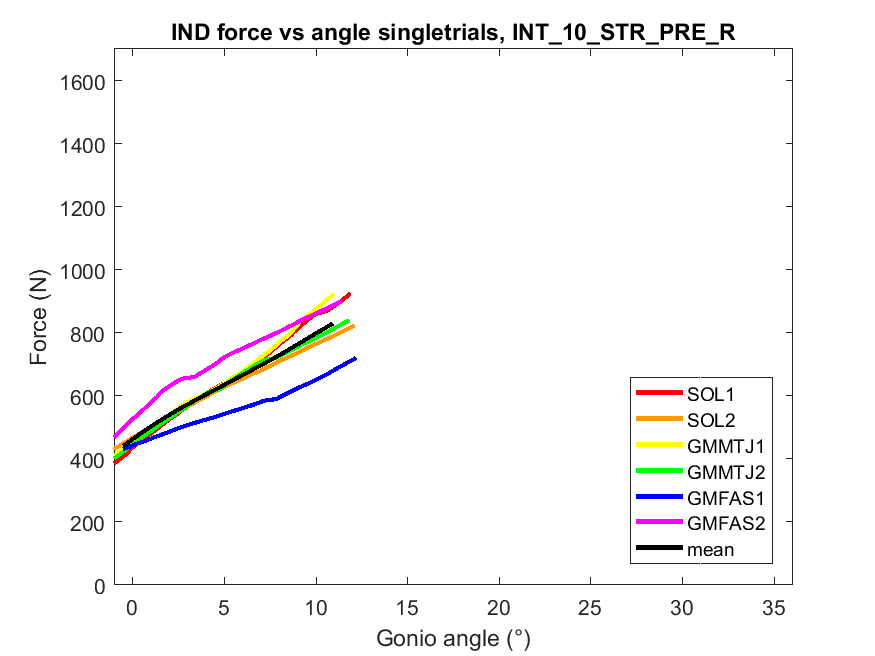 IND force vs angle singletrials, INT_10_STR_PRE_R
Force (N)
1600
1400
1200
1000
800
600
400
200
0
0 5 10 15 20 25 30 35
Gonio angle (°)
SOL1
SOL2
GMMTJ1
GMMTJ2
GMFAS1
GMFAS2
mean